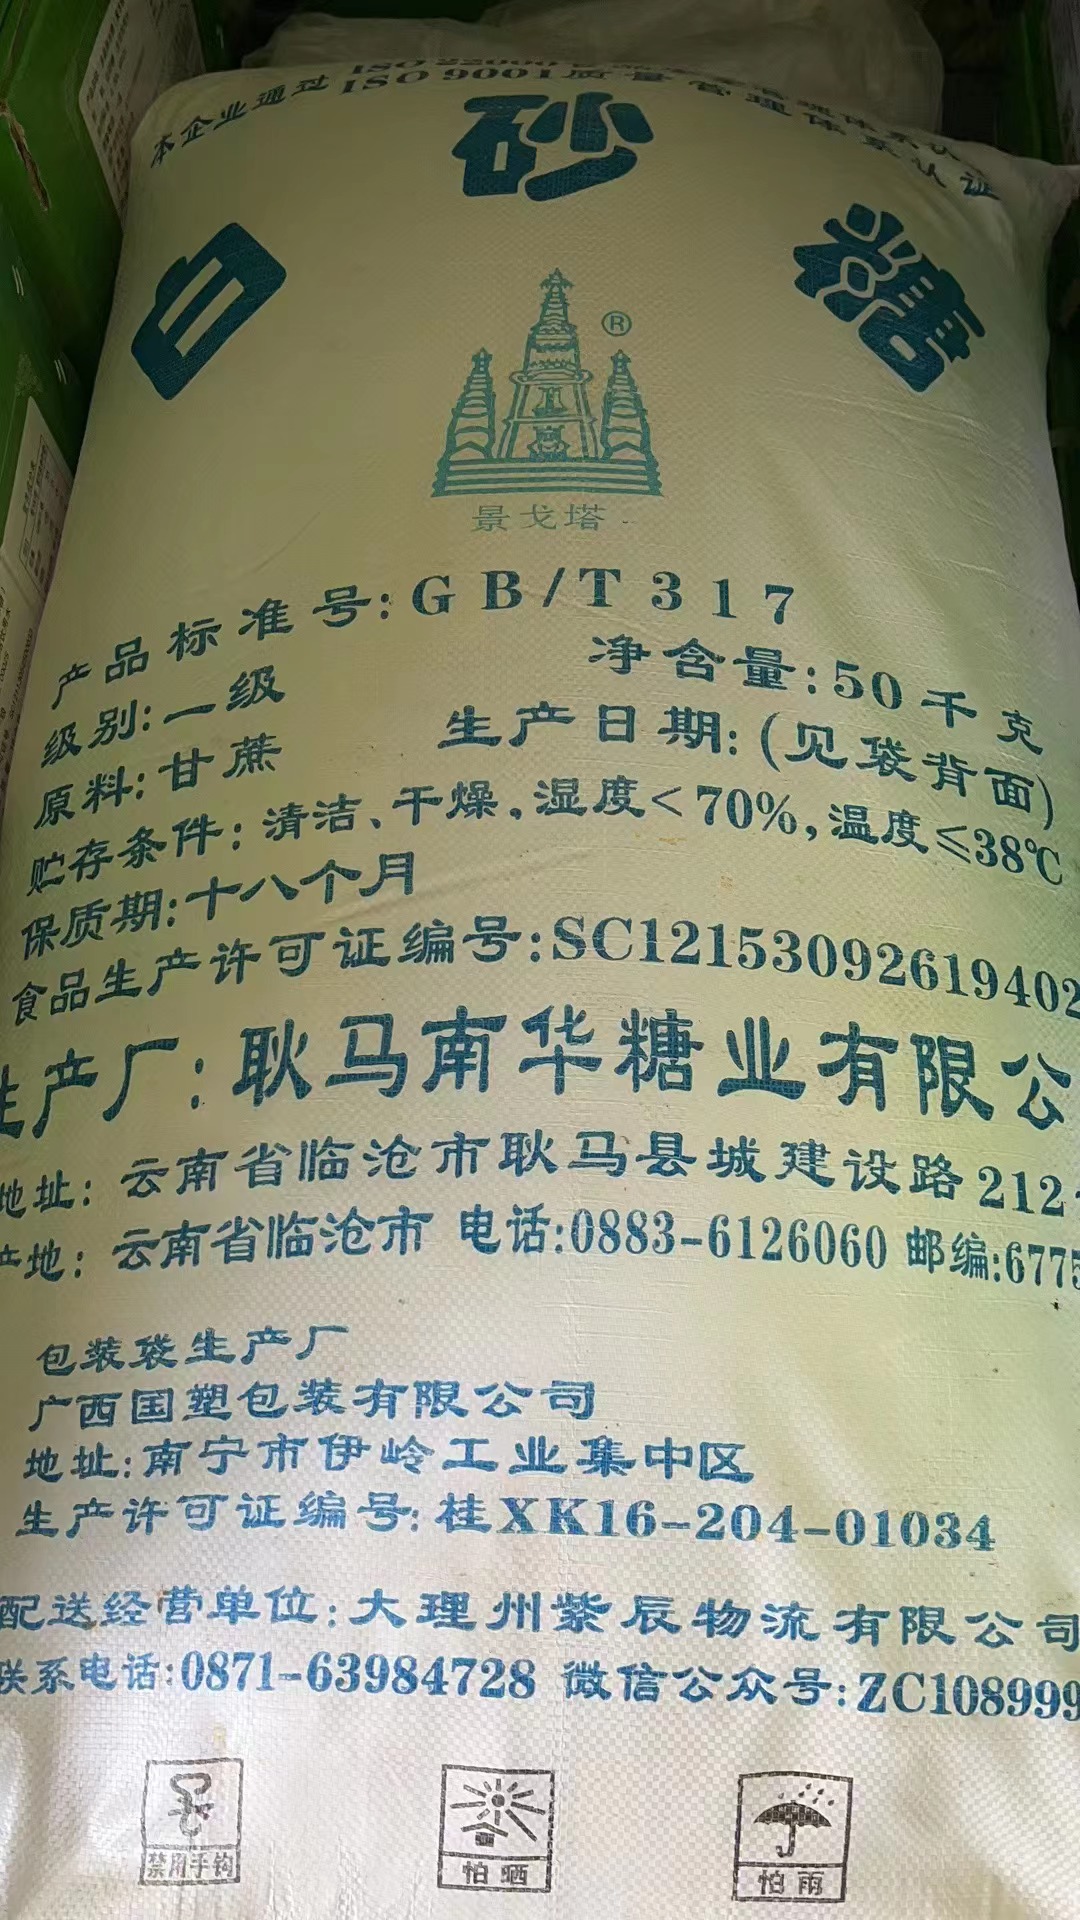 本企业通过ISO 9001质量管理体系认证
白砂糖
®
景戈塔
产品标准号:GB/T317
级别:一级 净含量:50千克
原料:甘蔗 生产日期:(见袋背面)
贮存条件:清洁、干燥,湿度<70%,温度≤38℃
保质期:十八个月
食品生产许可证编号:SC12153092619402
生产厂:耿马南华糖业有限公
地址:云南省临沧市耿马县城建设路212
产地:云南省临沧市 电话:0883-6126060 邮编:6775
包装袋生产厂
广西国塑包装有限公司
地址:南宁市伊岭工业集中区
生产许可证编号:桂XK16-204-01034
配送经营单位:大理州紫辰物流有限公司
联系电话:0871-63984728 微信公众号:ZC108999
禁用手钩
怕晒
怕雨